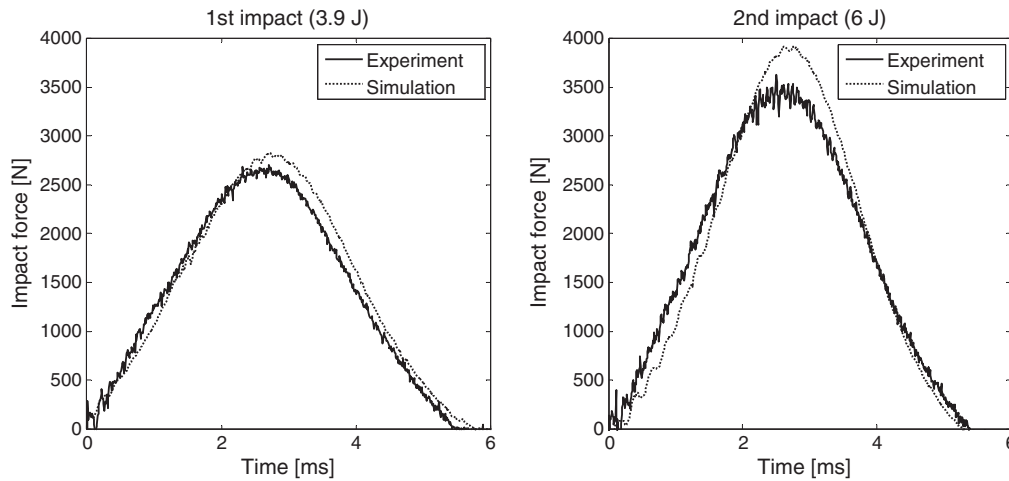 1st impact (3.9 J)
4000
3500
3000
2500
2000
1500
1000
500
0
Impact force [N]
Experiment
Simulation
0 2 4 6
Time [ms]
2nd impact (6 J)
4000
3500
3000
2500
2000
1500
1000
500
0
Impact force [N]
Experiment
Simulation
0 2 4 6
Time [ms]